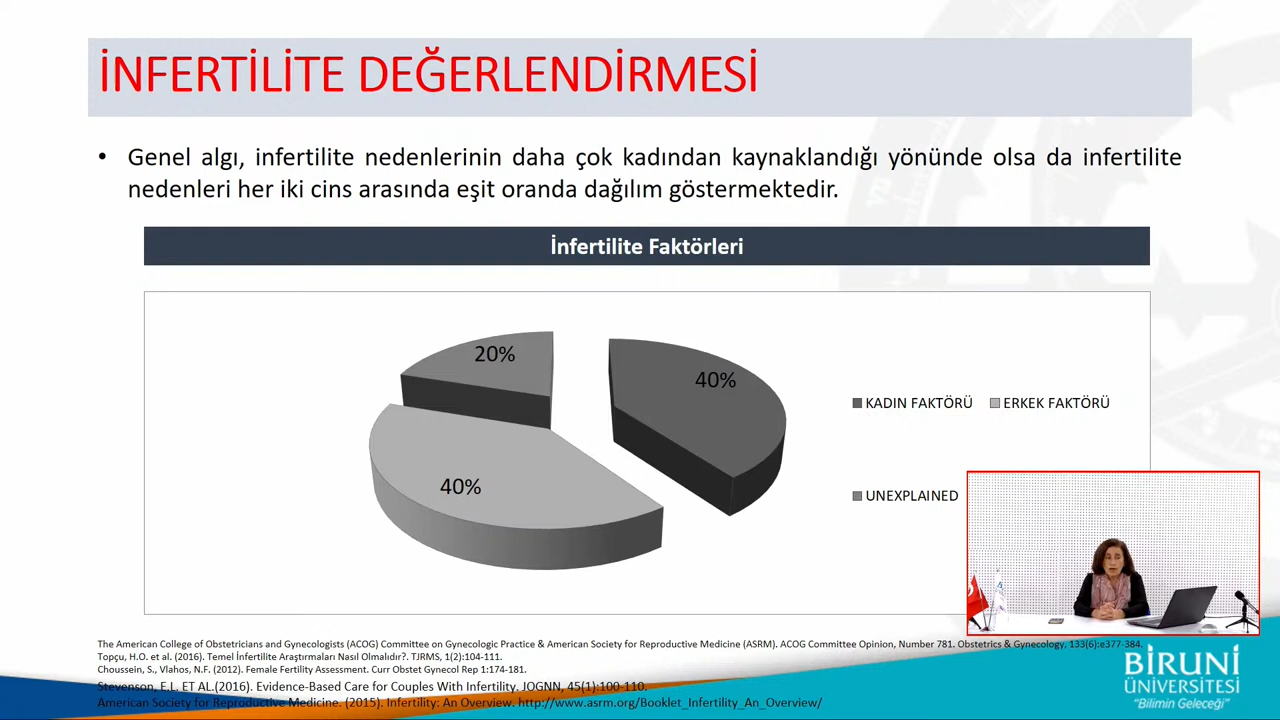 İNFERTİLİTE DEĞERLENDİRMESİ
• Genel algı, infertilite nedenlerinin daha çok kadından kaynaklandığı yönünde olsa da infertilite
nedenleri her iki cins arasında eşit oranda dağılım göstermektedir.
İnfertilite Faktörleri
20%
40%
40%
KADIN FAKTÖRÜ ERKEK FAKTÖRÜ
UNEXPLAINED
The American College of Obstetricians and Gynecologists (ACOG) Committee on Gynecologic Practice & American Society for Reproductive Medicine (ASRM). ACOG Committee Opinion, Number 781. Obstetrics & Gynecology, 133(6):e377-384.
Topçu, H.O. et al. (2016). Temel İnfertilite Araştırmaları Nasıl Olmalıdır?. TJRMS, 1(2):104-111.
Choussein, S., Vlahos, N.F. (2012). Female Fertility Assessment. Curr Obstet Gynecol Rep 1:174-181.
Stevenson, E.L. ET AL.(2016). Evidence-Based Care for Couples With Infertility. JOGNN, 45(1):100-110.
American Society for Reproductive Medicine. (2015). Infertility: An Overview. http://www.asrm.org/Booklet_Infertility_An_Overview/
BİRUNİ
ÜNİVERSİTESİ
"Bilimin Geleceği"